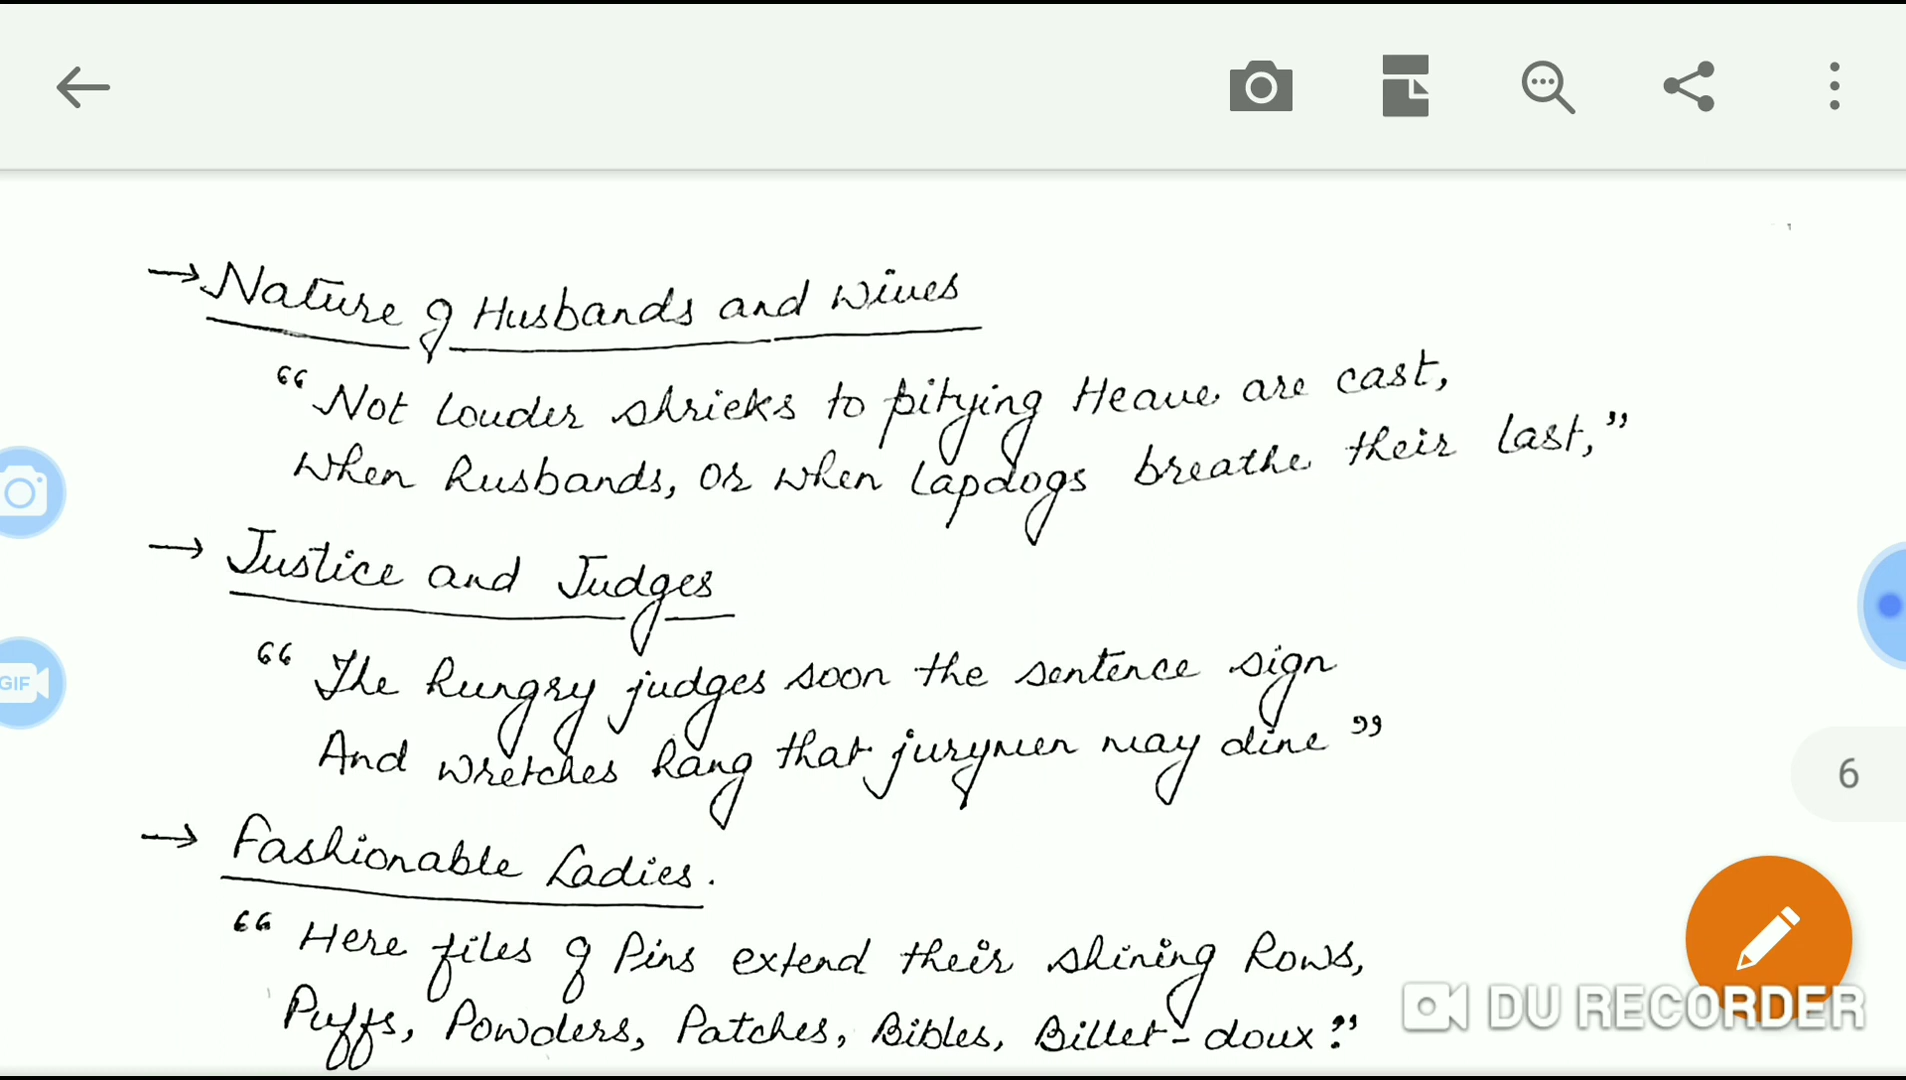 → Nature of Husbands and Wives
“Not louder shrieks to pitying Heave are cast,
When husbands, or when lapdogs breathe their last,”
→ Justice and Judges
“The hungry judges soon the sentence sign
And wretches hang that jurymen may dine”
→ Fashionable Ladies.
“Here files of Pins extend their shining Rows,
Puffs, Powders, Patches, Bibles, Billet-doux.”
GIF
6
DU RECORDER